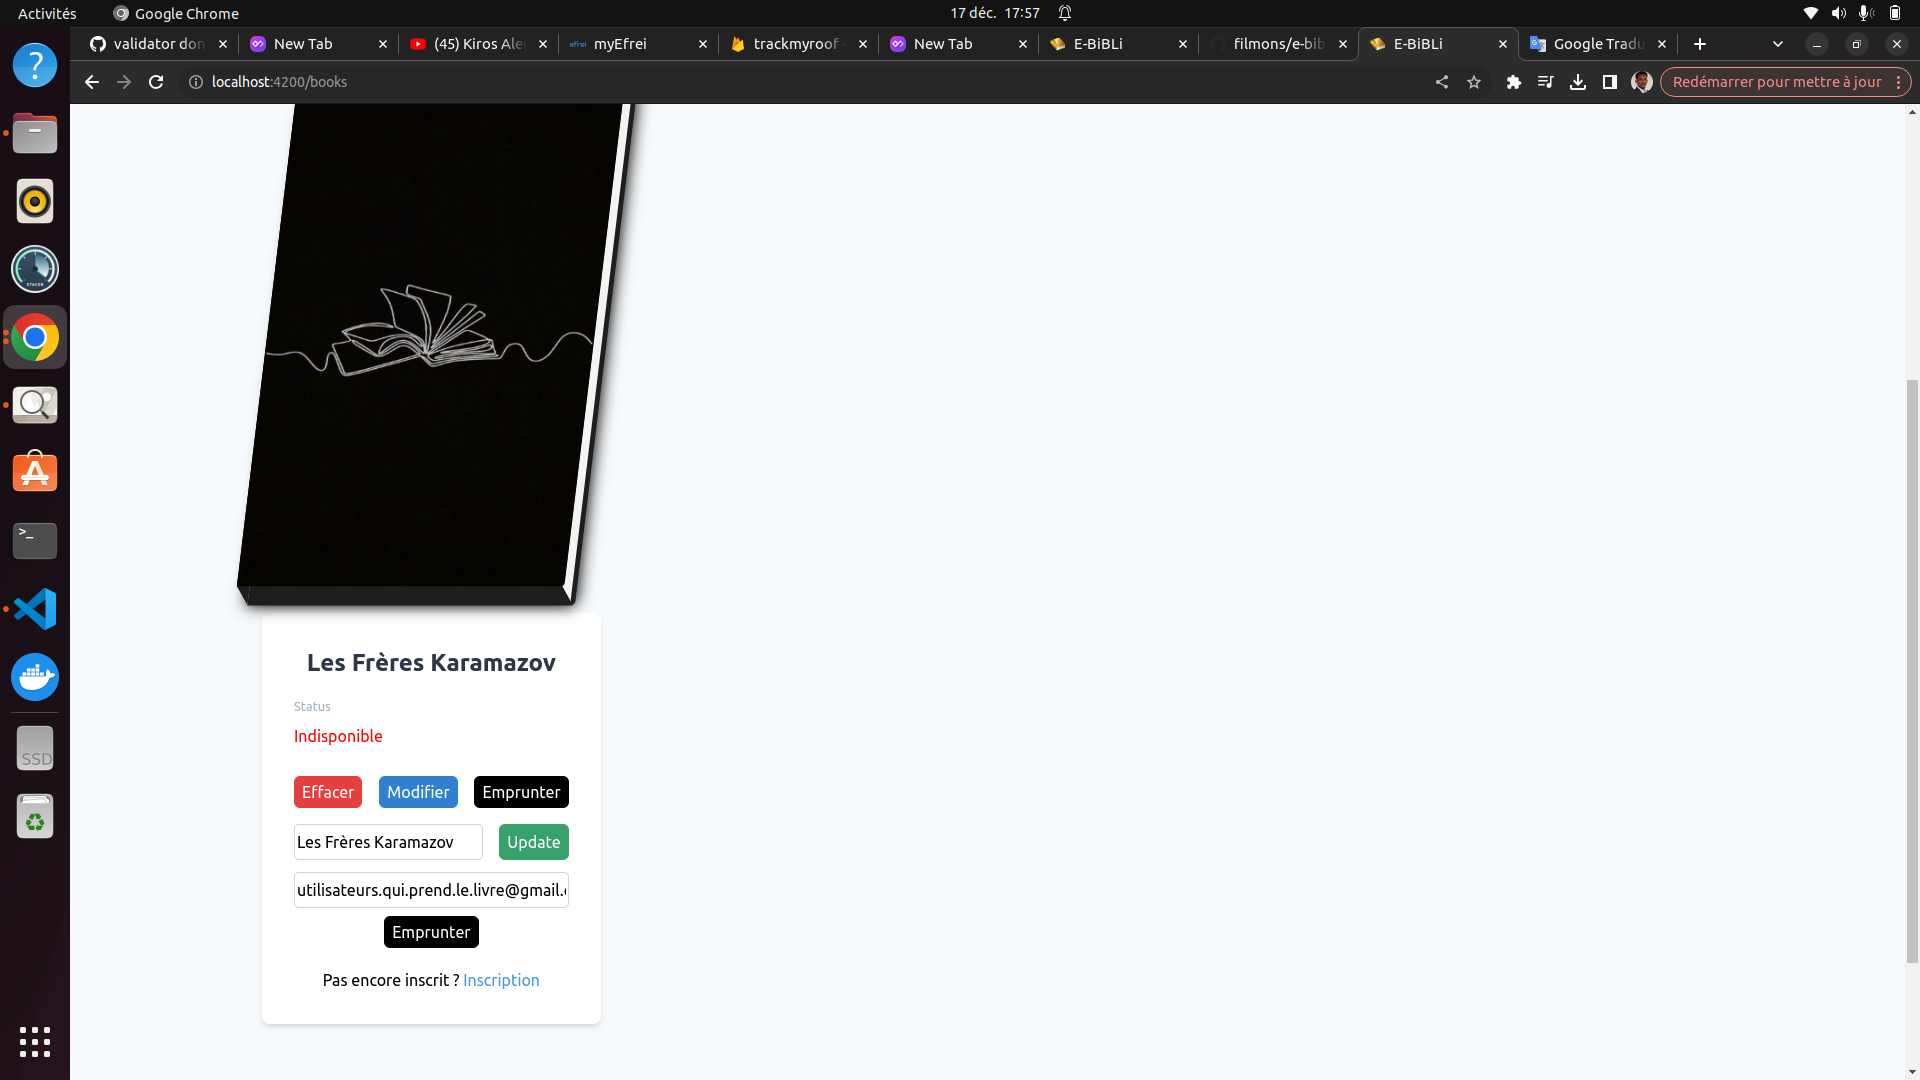 Activités Google Chrome 17 déc. 17:57
validator don New Tab (45) Kiros Ale myEfrei trackmyroof - New Tab E-BiBLi filmons/e-bib E-BiBLi Google Tradu
localhost:4200/books Redémarrer pour mettre à jour
Les Frères Karamazov
Status
Indisponible
Effacer Modifier Emprunter
Les Frères Karamazov Update
utilisateurs.qui.prend.le.livre@gmail.
Emprunter
Pas encore inscrit ? Inscription
SSD